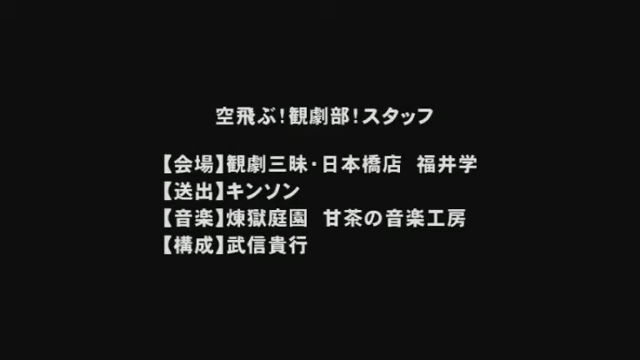 空飛ぶ！観劇部！スタッフ
【会場】観劇三昧・日本橋店　福井学
【送出】キンソン
【音楽】煉獄庭園　甘茶の音楽工房
【構成】武信貴行